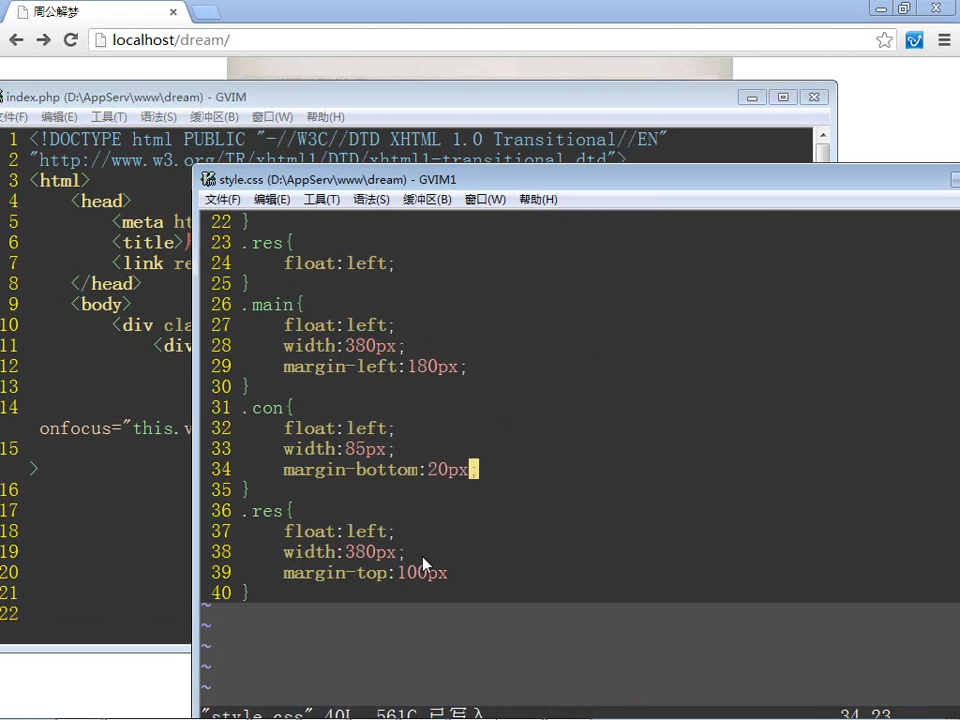 周公解梦
localhost/dream/
index.php (D:\AppServ\www\dream) - GVIM
文件(F) 编辑(E) 工具(T) 语法(S) 缓冲区(B) 窗口(W) 帮助(H)
1 <!DOCTYPE html PUBLIC "-//W3C//DTD XHTML 1.0 Transitional//EN"
2 "http://www.w3.org/TR/xhtml1/DTD/xhtml1-transitional.dtd">
3 <html>
4 <head>
5 <meta ht
6 <title>
7 <link re
8 </head>
9 <body>
10 <div cla
11 <div
12
13
14
onfocus="this.v
15
>
16
17
18
19
20
21
22
style.css (D:\AppServ\www\dream) - GVIM1
文件(F) 编辑(E) 工具(T) 语法(S) 缓冲区(B) 窗口(W) 帮助(H)
22 }
23 .res{
24 float:left;
25 }
26 .main{
27 float:left;
28 width:380px;
29 margin-left:180px;
30 }
31 .con{
32 float:left;
33 width:85px;
34 margin-bottom:20px;
35 }
36 .res{
37 float:left;
38 width:380px;
39 margin-top:100px
40 }
~
~
~
~
~
"style.css" 40L, 561C 已写入 34,23